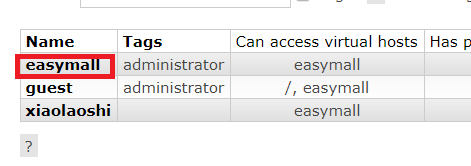 Name Tags Can access virtual hosts Has p
easymall administrator easymall
guest administrator /, easymall
xiaolaoshi easymall
?